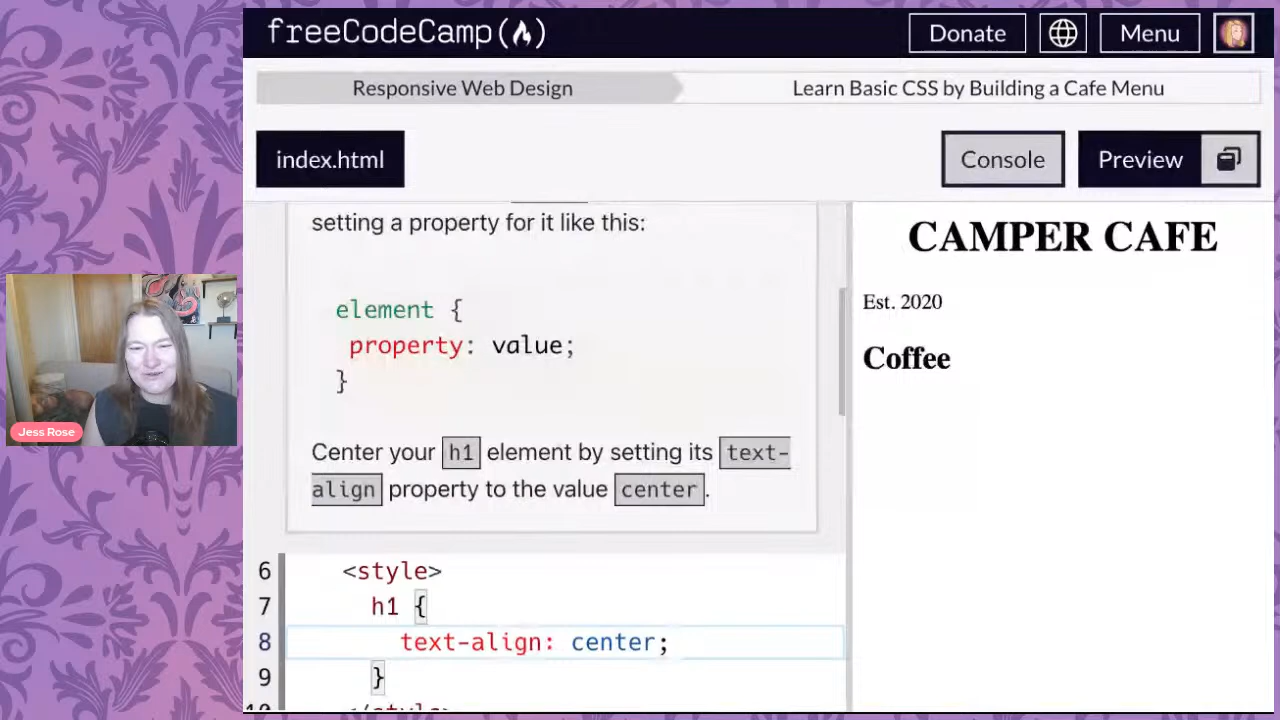 freeCodeCamp(🔥)
Donate
Menu
Responsive Web Design
Learn Basic CSS by Building a Cafe Menu
index.html
Console
Preview
setting a property for it like this:
element {
property: value;
}
Center your h1 element by setting its text-
align property to the value center.
6 <style>
7 h1 {
8 text-align: center;
9 }
10 </style>
CAMPER CAFE
Est. 2020
Coffee
Jess Rose